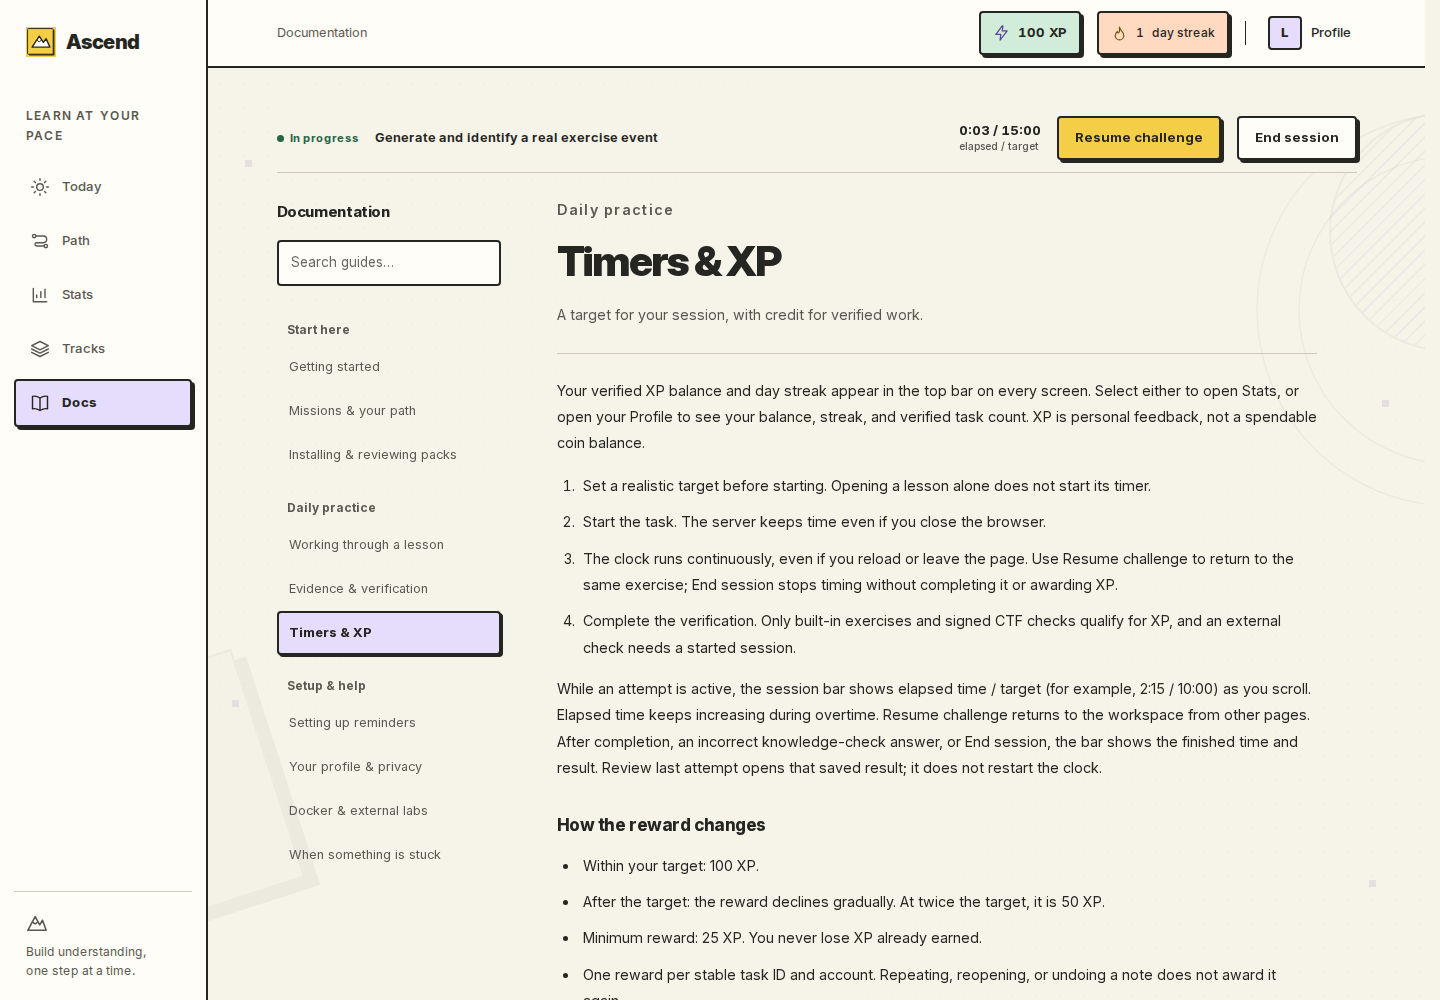 Ascend
LEARN AT YOUR
PACE
Today
Path
Stats
Tracks
Docs
Build understanding,
one step at a time.
Documentation
100 XP
1 day streak
L
Profile
In progress
Generate and identify a real exercise event
0:03 / 15:00
elapsed / target
Resume challenge
End session
Documentation
Search guides…
Start here
Getting started
Missions & your path
Installing & reviewing packs
Daily practice
Working through a lesson
Evidence & verification
Timers & XP
Setup & help
Setting up reminders
Your profile & privacy
Docker & external labs
When something is stuck
Daily practice
Timers & XP
A target for your session, with credit for verified work.
Your verified XP balance and day streak appear in the top bar on every screen. Select either to open Stats, or
open your Profile to see your balance, streak, and verified task count. XP is personal feedback, not a spendable
coin balance.
1. Set a realistic target before starting. Opening a lesson alone does not start its timer.
2. Start the task. The server keeps time even if you close the browser.
3. The clock runs continuously, even if you reload or leave the page. Use Resume challenge to return to the
same exercise; End session stops timing without completing it or awarding XP.
4. Complete the verification. Only built-in exercises and signed CTF checks qualify for XP, and an external
check needs a started session.
While an attempt is active, the session bar shows elapsed time / target (for example, 2:15 / 10:00) as you scroll.
Elapsed time keeps increasing during overtime. Resume challenge returns to the workspace from other pages.
After completion, an incorrect knowledge-check answer, or End session, the bar shows the finished time and
result. Review last attempt opens that saved result; it does not restart the clock.
How the reward changes
• Within your target: 100 XP.
• After the target: the reward declines gradually. At twice the target, it is 50 XP.
• Minimum reward: 25 XP. You never lose XP already earned.
• One reward per stable task ID and account. Repeating, reopening, or undoing a note does not award it
again.